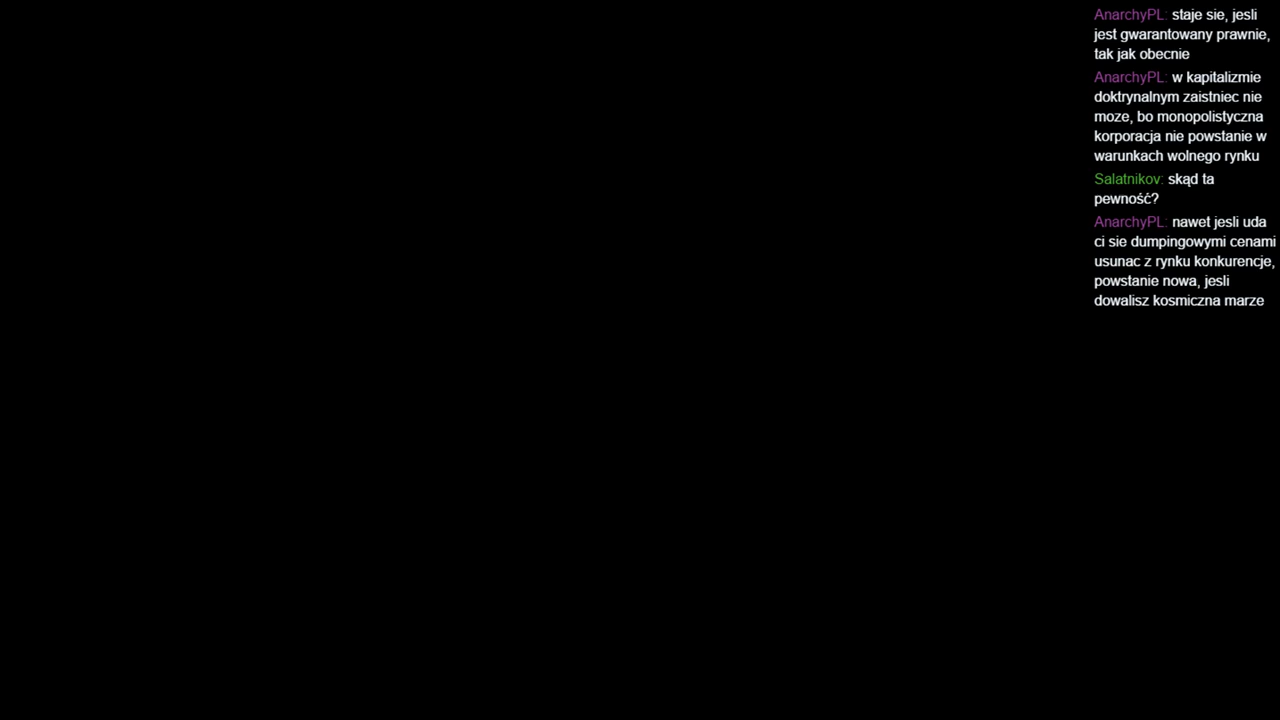 AnarchyPL: staje sie, jesli
jest gwarantowany prawnie,
tak jak obecnie
AnarchyPL: w kapitalizmie
doktrynalnym zaistniec nie
moze, bo monopolistyczna
korporacja nie powstanie w
warunkach wolnego rynku
Salatnikov: skąd ta
pewność?
AnarchyPL: nawet jesli uda
ci sie dumpingowymi cenami
usunac z rynku konkurencje,
powstanie nowa, jesli
dowalisz kosmiczna marze